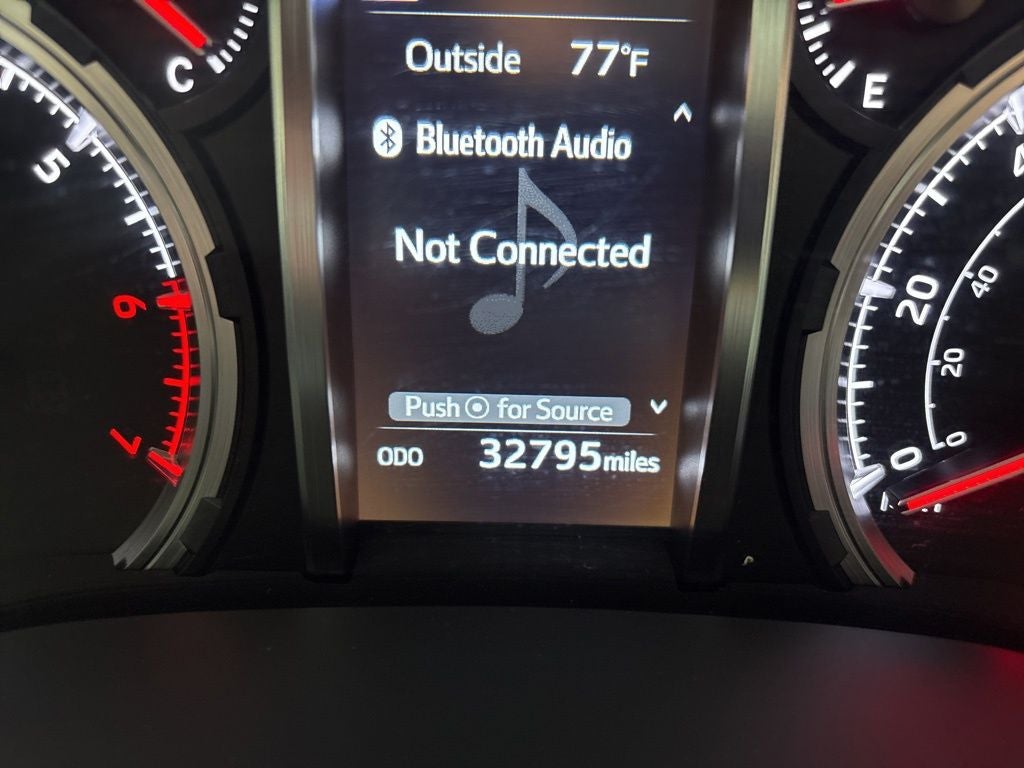 Outside 77°F
Bluetooth Audio
Not Connected
Push for Source
ODO 32795 miles
C
5
6
7
E
40
20
20
0
0